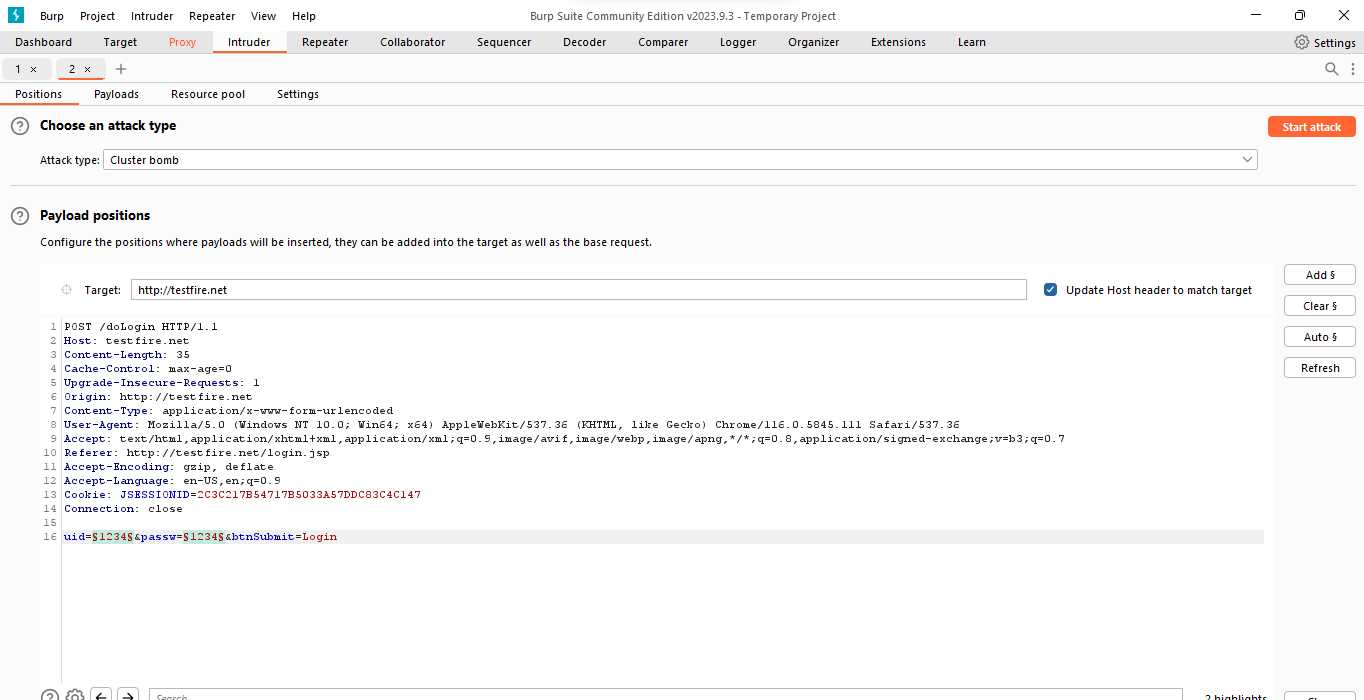 Burp Project Intruder Repeater View Help Burp Suite Community Edition v2023.9.3 - Temporary Project
Dashboard Target Proxy Intruder Repeater Collaborator Sequencer Decoder Comparer Logger Organizer Extensions Learn Settings
1 × 2 × +
Positions Payloads Resource pool Settings
? Choose an attack type Start attack
Attack type: Cluster bomb
? Payload positions
Configure the positions where payloads will be inserted, they can be added into the target as well as the base request.
Target: http://testfire.net Update Host header to match target
Add §
Clear §
Auto §
Refresh
1 POST /doLogin HTTP/1.1
2 Host: testfire.net
3 Content-Length: 35
4 Cache-Control: max-age=0
5 Upgrade-Insecure-Requests: 1
6 Origin: http://testfire.net
7 Content-Type: application/x-www-form-urlencoded
8 User-Agent: Mozilla/5.0 (Windows NT 10.0; Win64; x64) AppleWebKit/537.36 (KHTML, like Gecko) Chrome/116.0.5845.111 Safari/537.36
9 Accept: text/html,application/xhtml+xml,application/xml;q=0.9,image/avif,image/webp,image/apng,*/*;q=0.8,application/signed-exchange;v=b3;q=0.7
10 Referer: http://testfire.net/login.jsp
11 Accept-Encoding: gzip, deflate
12 Accept-Language: en-US,en;q=0.9
13 Cookie: JSESSIONID=2C3C217B54717B5033A57DDC83C4C147
14 Connection: close
15
16 uid=§1234§&passw=§1234§&btnSubmit=Login
? Search... 2 highlights